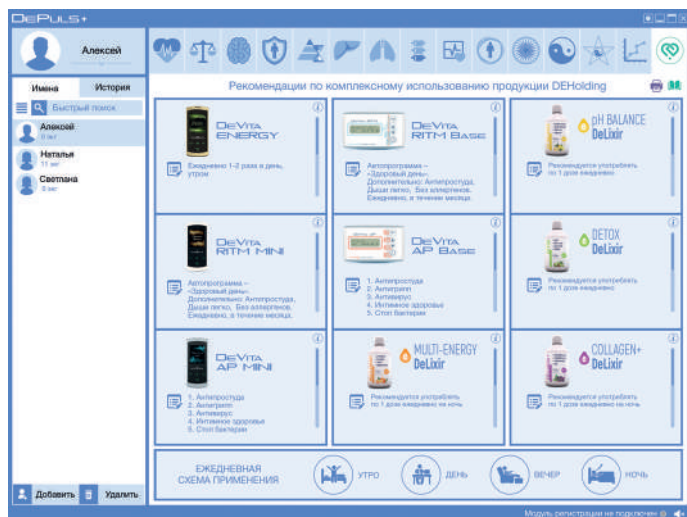 DePuls+
Алексей
Имена
История
Быстрый поиск
Алексей
Наталья
Светлана
Добавить
Удалить
Рекомендации по комплексному использованию продукции DEHolding
DeVita
Energy
Ежедневно 1-2 раза в день,
утром
DeVita
Ritm Base
Автопрограмма –
«Здоровый день».
Дополнительно: Антипростуда,
Дыши легко, Без аллергенов.
Ежедневно, в течение месяца.
pH BALANCE
DeLixir
Рекомендуется употреблять
по 1 дозе ежедневно
DeVita
Ritm Mini
Автопрограмма –
«Здоровый день».
Дополнительно: Антипростуда,
Дыши легко, Без аллергенов.
Ежедневно, в течение месяца.
DeVita
AP Base
1. Антипростуда
2. Антигрипп
3. Антивирус
4. Интимное здоровье
5. Стоп бактерии
DETOX
DeLixir
Рекомендуется употреблять
по 1 дозе ежедневно
DeVita
AP Mini
1. Антипростуда
2. Антигрипп
3. Антивирус
4. Интимное здоровье
5. Стоп бактерии
MULTI-ENERGY
DeLixir
Рекомендуется употреблять
по 1 дозе ежедневно на ночь
COLLAGEN+
DeLixir
Рекомендуется употреблять
по 1 дозе ежедневно на ночь
ЕЖЕДНЕВНАЯ
СХЕМА ПРИМЕНЕНИЯ
УТРО
ДЕНЬ
ВЕЧЕР
НОЧЬ
Модуль регистрации не подключен